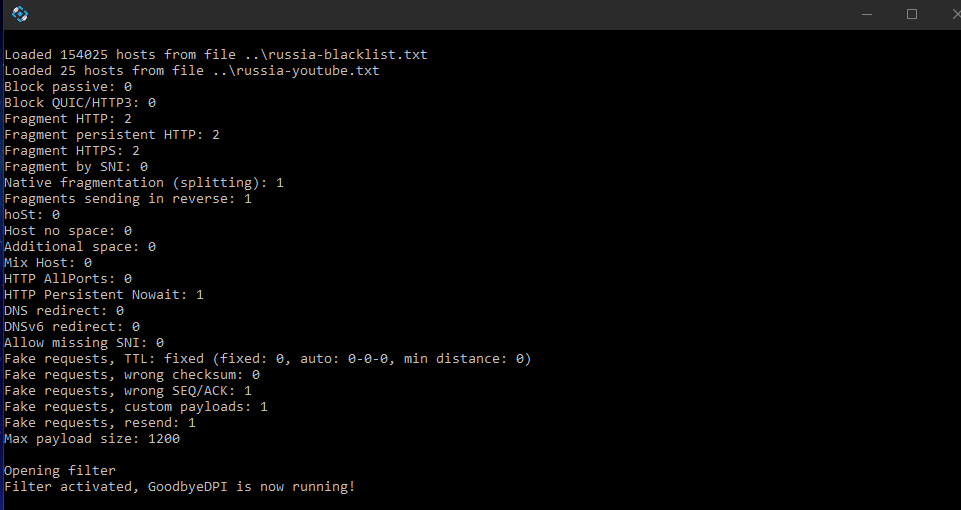 Loaded 154025 hosts from file ..\russia-blacklist.txt
Loaded 25 hosts from file ..\russia-youtube.txt
Block passive: 0
Block QUIC/HTTP3: 0
Fragment HTTP: 2
Fragment persistent HTTP: 2
Fragment HTTPS: 2
Fragment by SNI: 0
Native fragmentation (splitting): 1
Fragments sending in reverse: 1
hoSt: 0
Host no space: 0
Additional space: 0
Mix Host: 0
HTTP AllPorts: 0
HTTP Persistent Nowait: 1
DNS redirect: 0
DNSv6 redirect: 0
Allow missing SNI: 0
Fake requests, TTL: fixed (fixed: 0, auto: 0-0-0, min distance: 0)
Fake requests, wrong checksum: 0
Fake requests, wrong SEQ/ACK: 1
Fake requests, custom payloads: 1
Fake requests, resend: 1
Max payload size: 1200
Opening filter
Filter activated, GoodbyeDPI is now running!